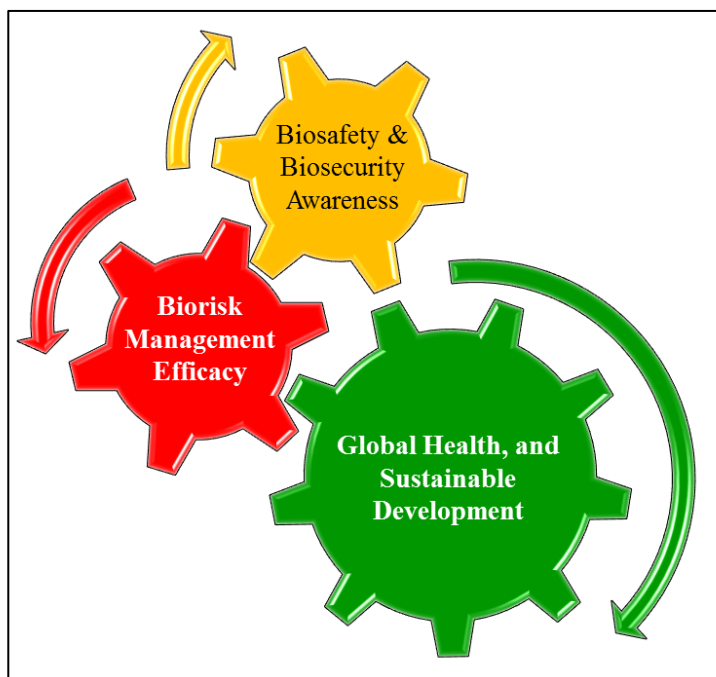 Biosafety &
Biosecurity
Awareness
Biorisk
Management
Efficacy
Global Health, and
Sustainable
Development